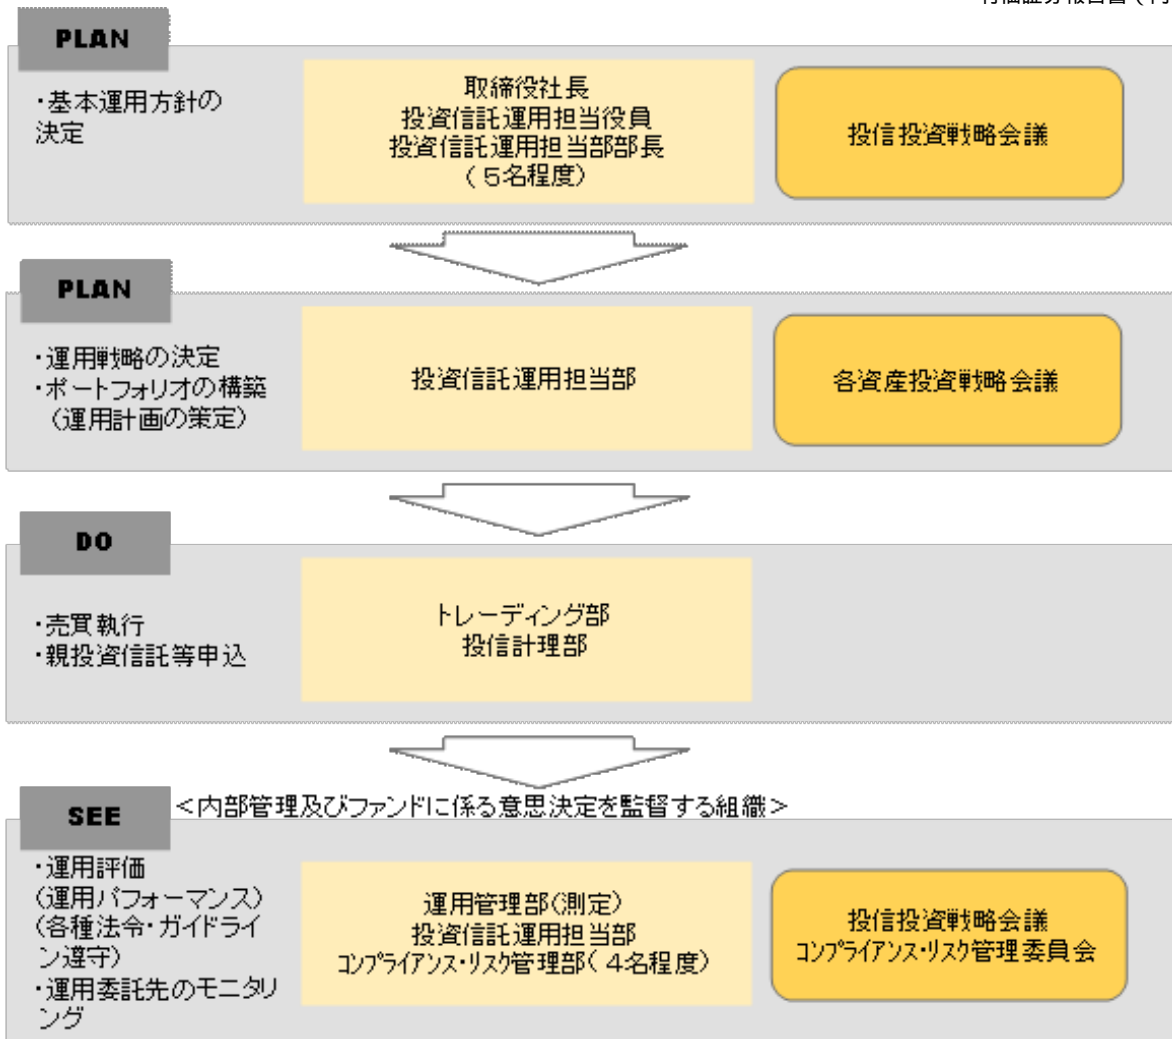 PLAN
・基本運用方針の
決定
取締役社長
投資信託運用担当役員
投資信託運用担当部部長
（５名程度）
投信投資戦略会議
PLAN
・運用戦略の決定
・ポートフォリオの構築
（運用計画の策定）
投資信託運用担当部
各資産投資戦略会議
DO
・売買執行
・親投資信託等申込
トレーディング部
投信計理部
SEE
＜内部管理及びファンドに係る意思決定を監督する組織＞
・運用評価
（運用パフォーマンス）
（各種法令・ガイドライ
ン遵守）
・運用委託先のモニタリ
ング
運用管理部（測定）
投資信託運用担当部
コンプライアンス・リスク管理部（４名程度）
投信投資戦略会議
コンプライアンス・リスク管理委員会